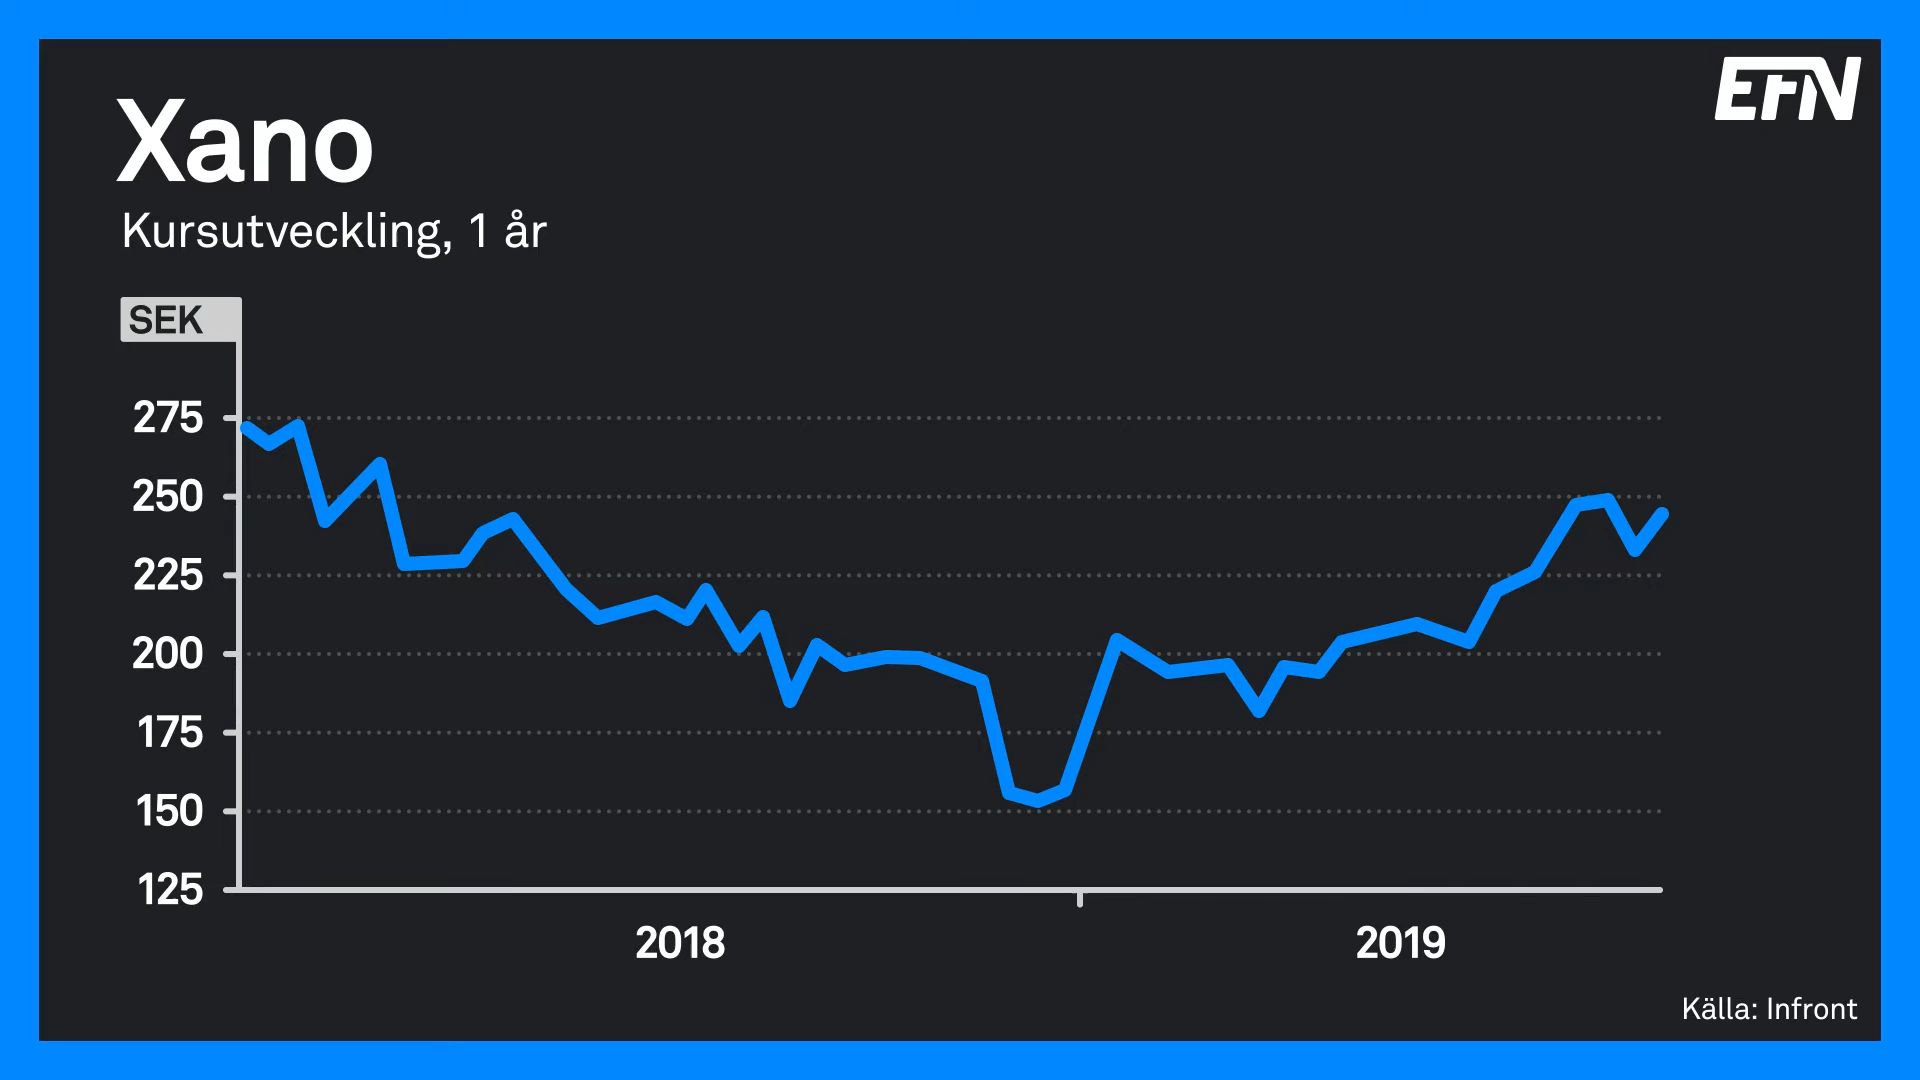 EFN
Xano
Kursutveckling, 1 år
SEK
275
250
225
200
175
150
125
2018 2019
Källa: Infront